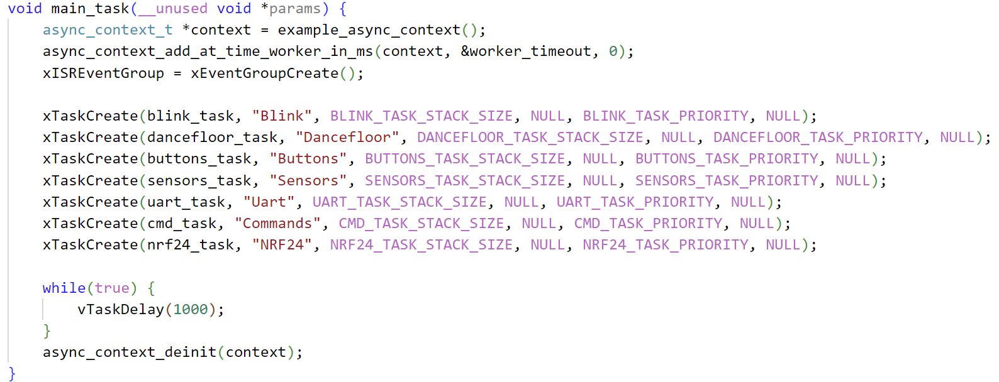 void main_task(__unused void *params) {
    async_context_t *context = example_async_context();
    async_context_add_at_time_worker_in_ms(context, &worker_timeout, 0);
    xISREventGroup = xEventGroupCreate();

    xTaskCreate(blink_task, "Blink", BLINK_TASK_STACK_SIZE, NULL, BLINK_TASK_PRIORITY, NULL);
    xTaskCreate(dancefloor_task, "Dancefloor", DANCEFLOOR_TASK_STACK_SIZE, NULL, DANCEFLOOR_TASK_PRIORITY, NULL);
    xTaskCreate(buttons_task, "Buttons", BUTTONS_TASK_STACK_SIZE, NULL, BUTTONS_TASK_PRIORITY, NULL);
    xTaskCreate(sensors_task, "Sensors", SENSORS_TASK_STACK_SIZE, NULL, SENSORS_TASK_PRIORITY, NULL);
    xTaskCreate(uart_task, "Uart", UART_TASK_STACK_SIZE, NULL, UART_TASK_PRIORITY, NULL);
    xTaskCreate(cmd_task, "Commands", CMD_TASK_STACK_SIZE, NULL, CMD_TASK_PRIORITY, NULL);
    xTaskCreate(nrf24_task, "NRF24", NRF24_TASK_STACK_SIZE, NULL, NRF24_TASK_PRIORITY, NULL);

    while(true) {
        vTaskDelay(1000);
    }
    async_context_deinit(context);
}